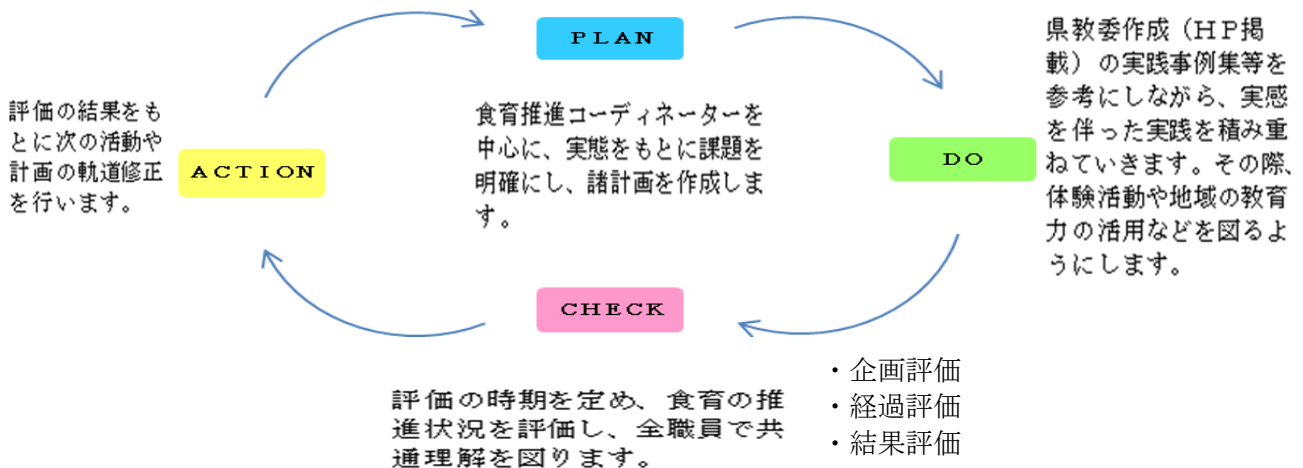 PLAN
食育推進コーディネーターを
中心に、実態をもとに課題を
明確にし、諸計画を作成しま
す。
DO
県教委作成（ＨＰ掲
載）の実践事例集等を
参考にしながら、実感
を伴った実践を積み重
ねていきます。その際、
体験活動や地域の教育
力の活用などを図るよ
うにします。
CHECK
評価の時期を定め、食育の推
進状況を評価し、全職員で共
通理解を図ります。
・企画評価
・経過評価
・結果評価
ACTION
評価の結果をも
とに次の活動や
計画の軌道修正
を行います。